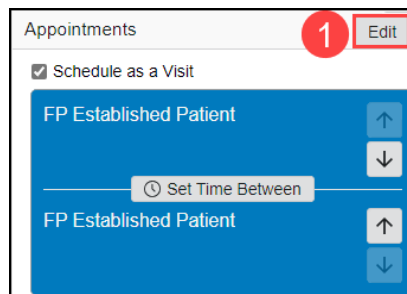 Appointments
1
Edit
Schedule as a Visit
FP Established Patient
Set Time Between
FP Established Patient